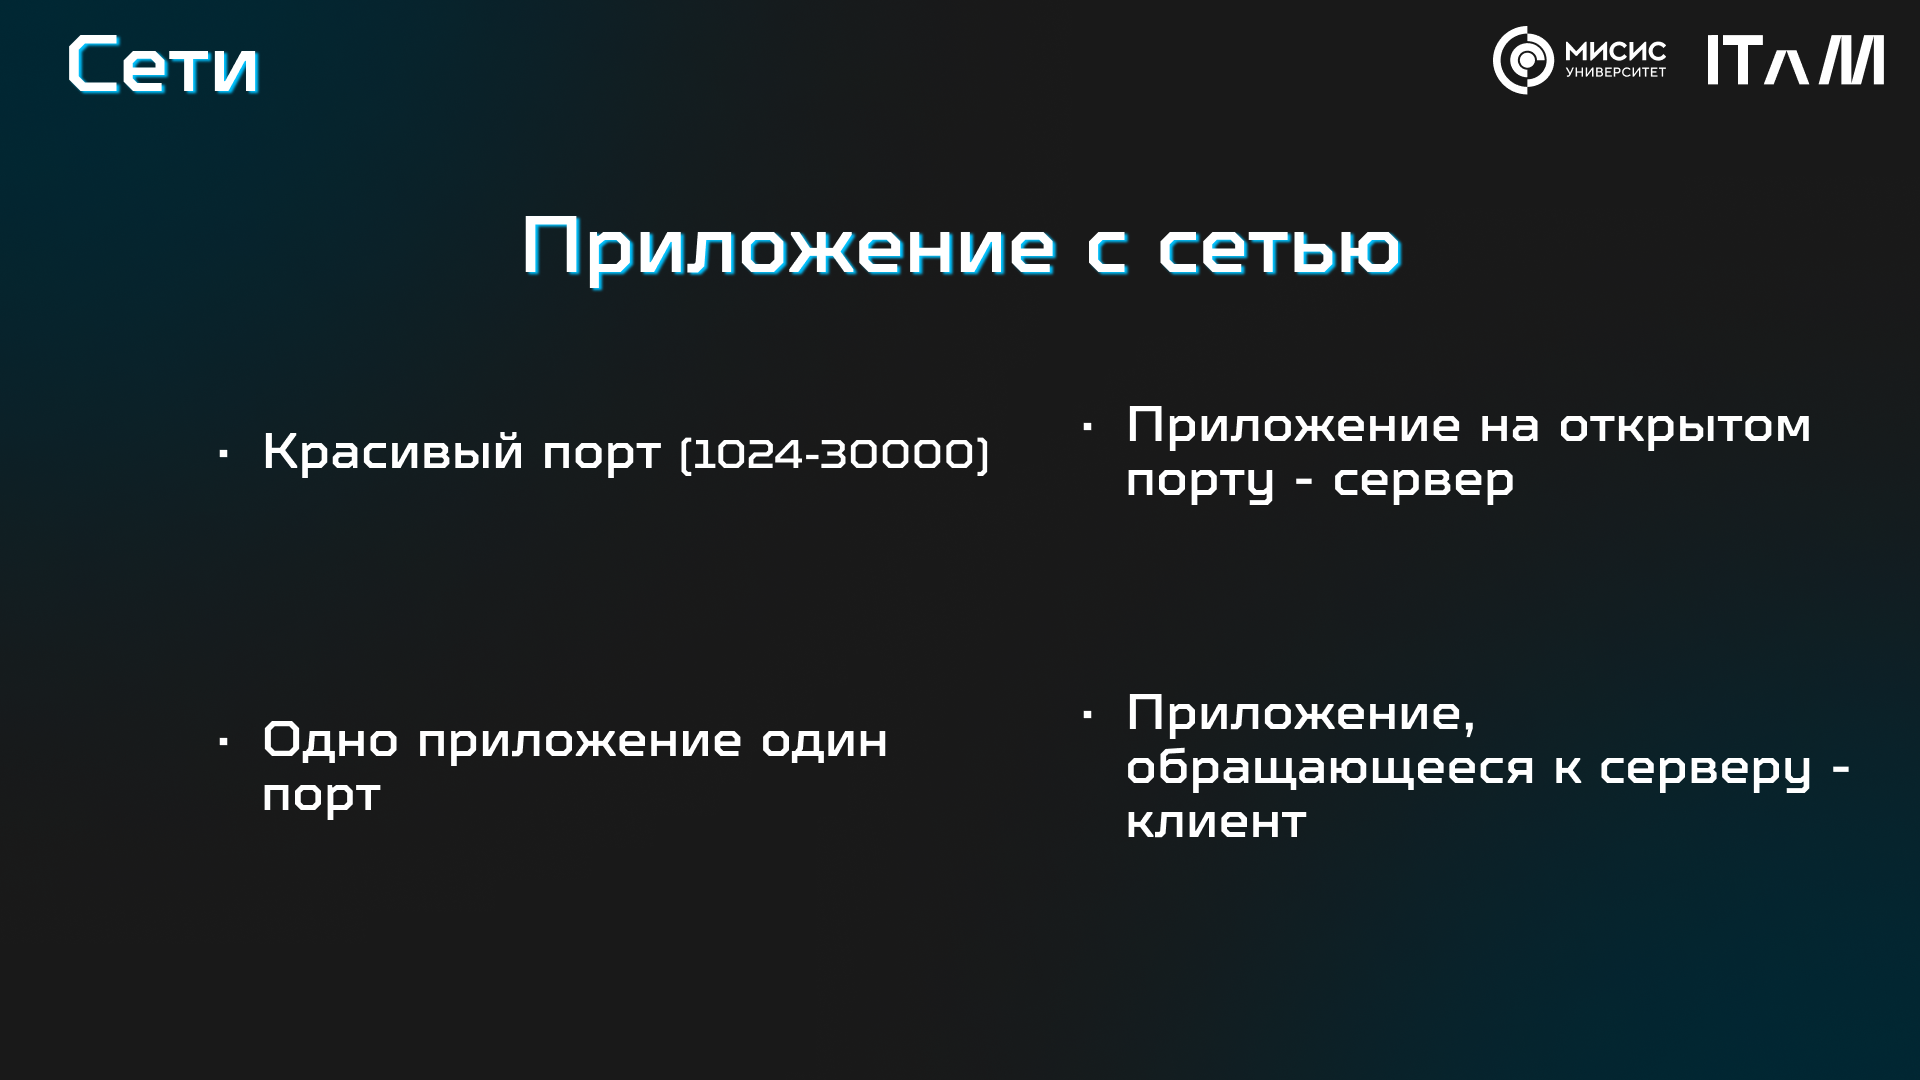 Сети
МИСИС
УНИВЕРСИТЕТ
ITAM
Приложение с сетью
· Красивый порт (1024-30000)
· Одно приложение один
порт
· Приложение на открытом
порту - сервер
· Приложение,
обращающееся к серверу -
клиент